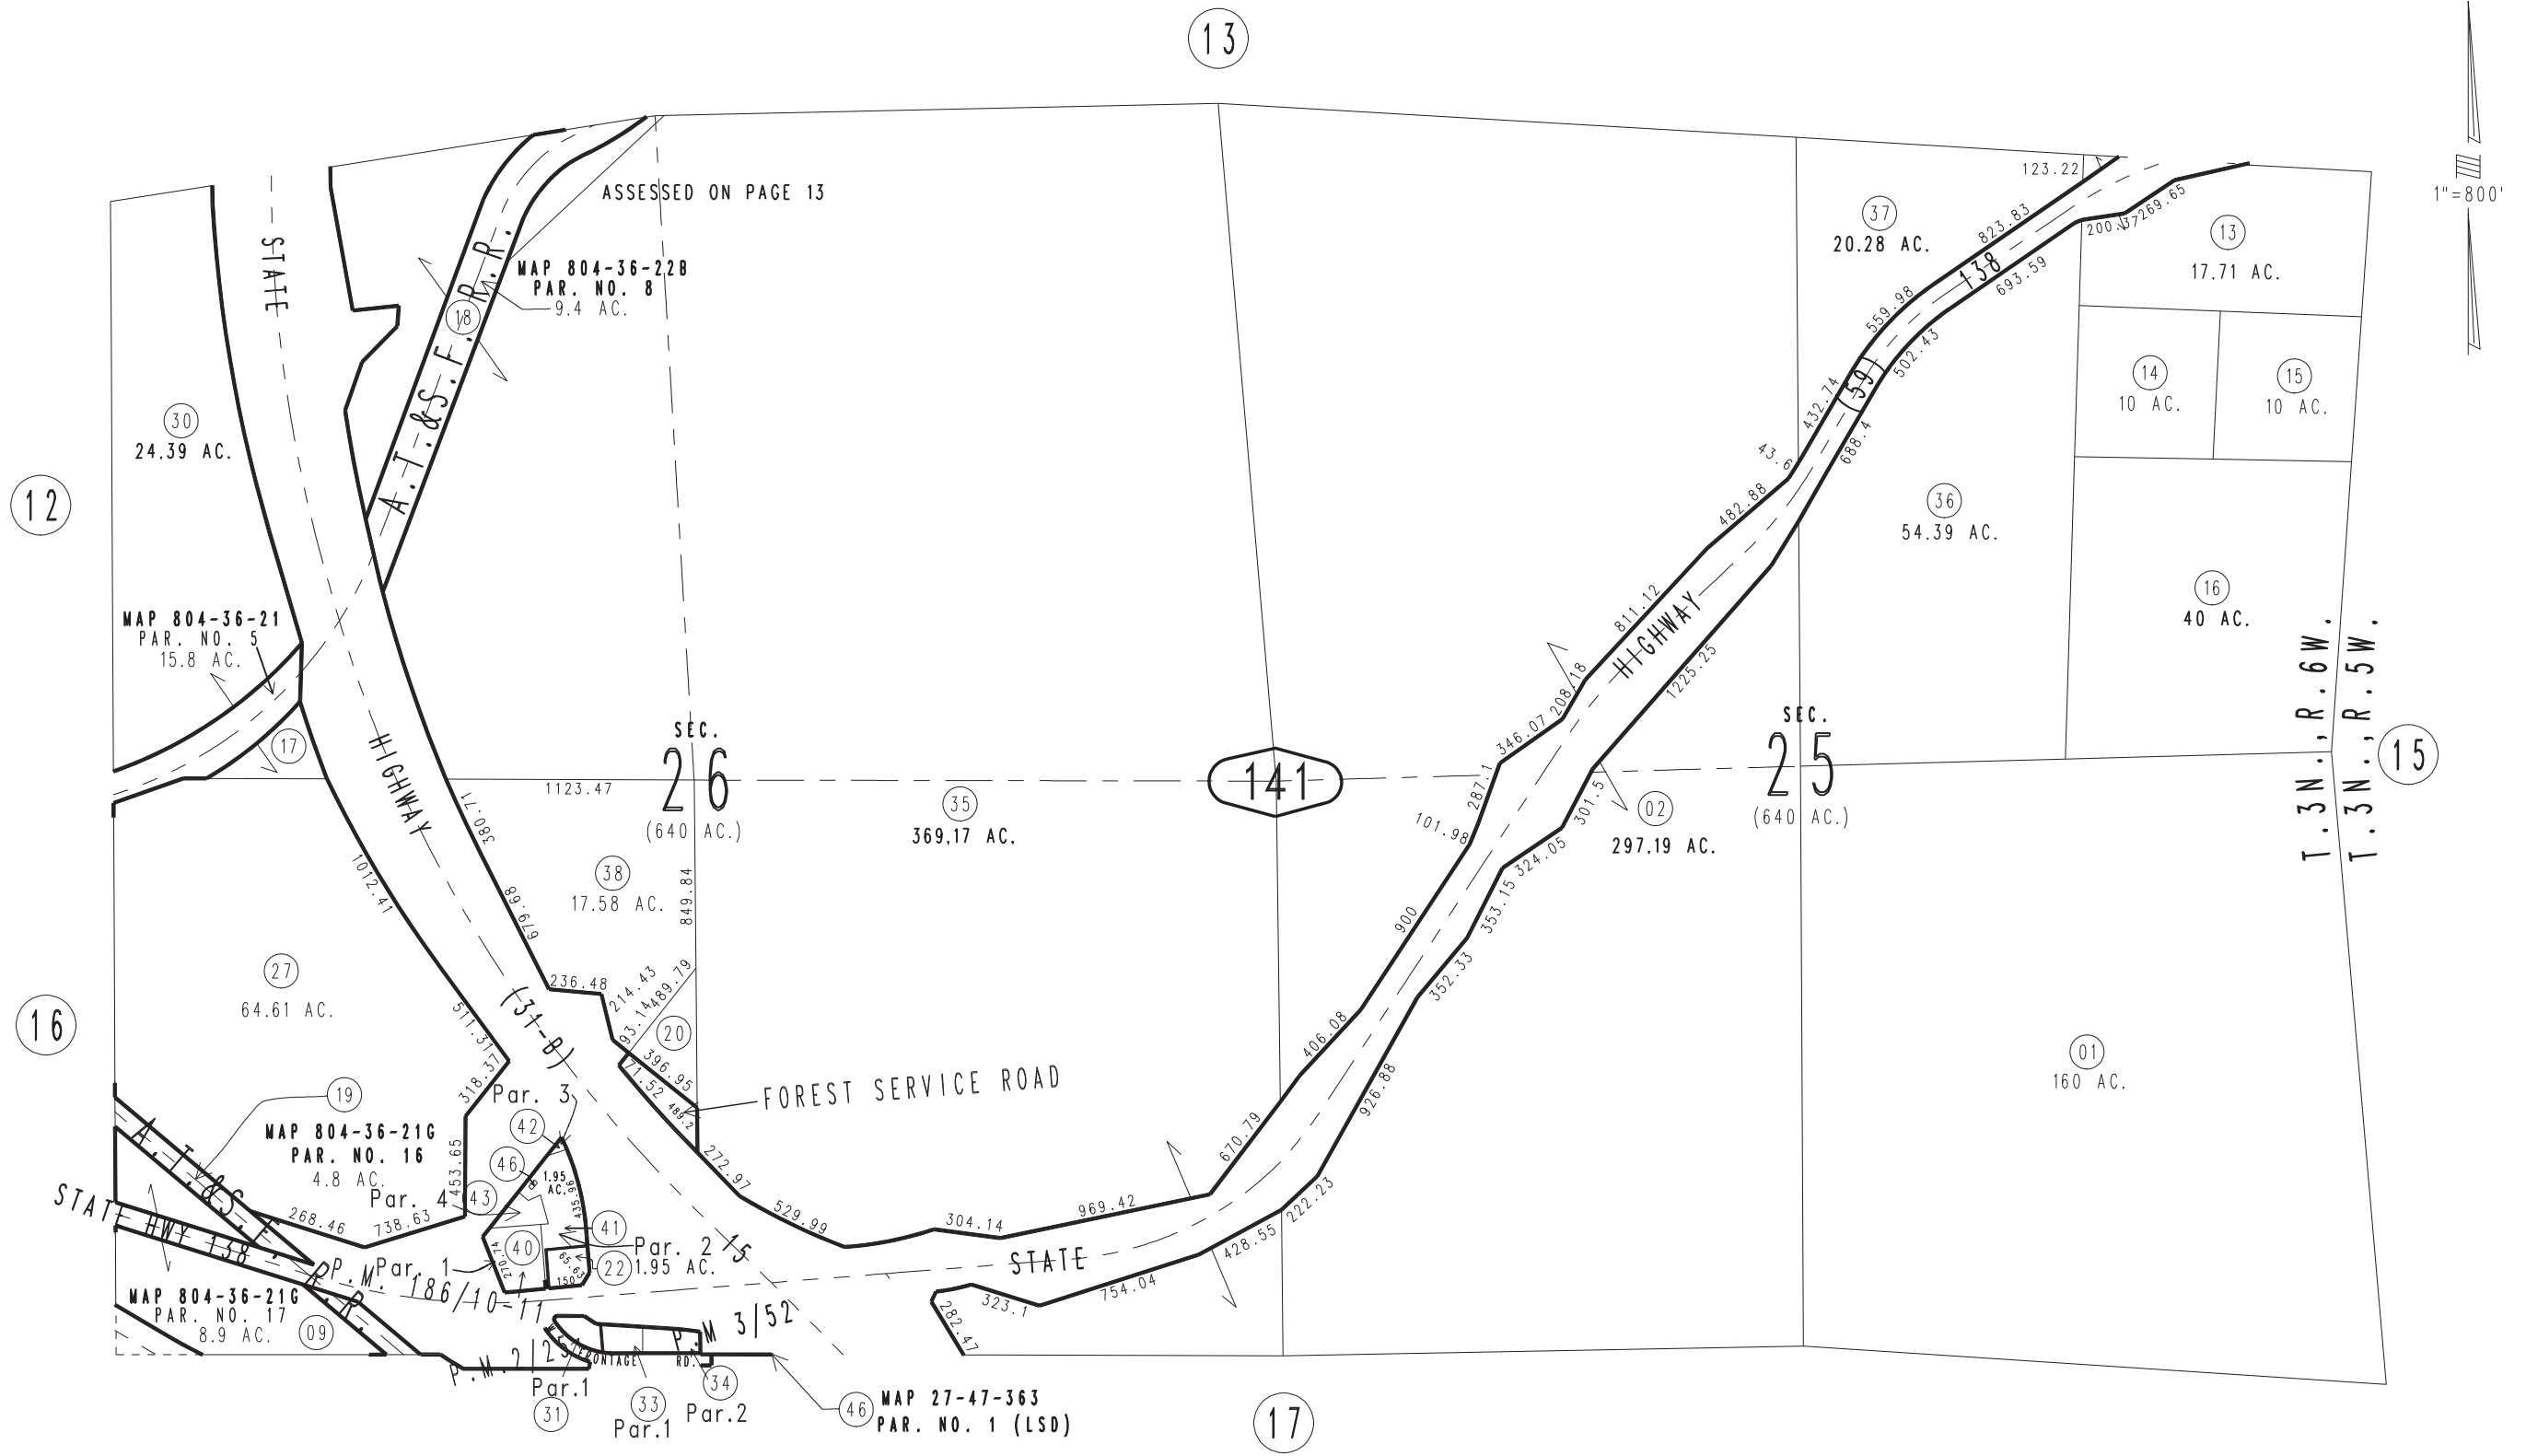 13
1"=800'
ASSESSED ON PAGE 13
123.22
37
20.28 AC.
823.83
200.37
269.65
13
17.71 AC.
STATE
A.T.&S.F.R.R.
MAP 804-36-22B
PAR. NO. 8
9.4 AC.
18
138
693.59
559.98
502.43
59
432.74
688.4
43.6
14
10 AC.
15
10 AC.
30
24.39 AC.
12
482.88
36
54.39 AC.
16
40 AC.
811.12
HIGHWAY
1225.25
MAP 804-36-21
PAR. NO. 5
15.8 AC.
17
208.18
346.07
287.1
101.98
301.5
324.05
SEC.
26
(640 AC.)
1123.47
HIGHWAY
380.71
141
SEC.
25
(640 AC.)
T.3N.,R.6W.
T.3N.,R.5W.
15
35
369.17 AC.
02
297.19 AC.
1012.41
679.68
38
17.58 AC.
849.84
900
353.15
352.33
27
64.61 AC.
16
511.31
318.37
(31-B)
236.48
214.43
93.14
489.79
20
396.95
71.52
489.2
FOREST SERVICE ROAD
406.08
926.88
01
160 AC.
19
MAP 804-36-21G
PAR. NO. 16
4.8 AC.
453.65
Par. 3
42
46
1.95
AC.
435.96
Par. 4
43
41
Par. 2
22
1.95 AC.
40
65.63
150
270.74
Par. 1
272.97
529.99
15
304.14
969.42
670.79
222.23
428.55
STATE
754.04
323.1
282.47
A.T.&S.F.R.R.
STATE HWY 138
268.46
738.63
P.M. 186/10-11
MAP 804-36-21G
PAR. NO. 17
8.9 AC.
09
P.M. 2/25
P.M 3/52
FRONTAGE RD.
Par.1
31
33
Par.1
34
Par.2
46
MAP 27-47-363
PAR. NO. 1 (LSD)
17